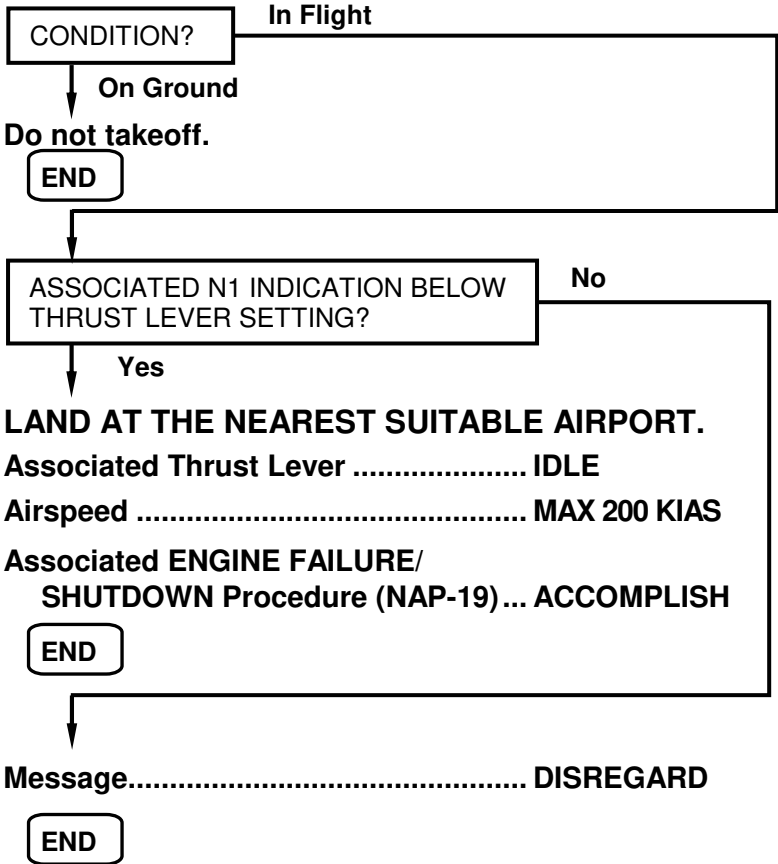 In Flight
CONDITION?
On Ground
Do not takeoff.
END
ASSOCIATED N1 INDICATION BELOW
THRUST LEVER SETTING?
No
Yes
LAND AT THE NEAREST SUITABLE AIRPORT.
Associated Thrust Lever ..................... IDLE
Airspeed ............................................... MAX 200 KIAS
Associated ENGINE FAILURE/
SHUTDOWN Procedure (NAP-19) ... ACCOMPLISH
END
Message................................................ DISREGARD
END